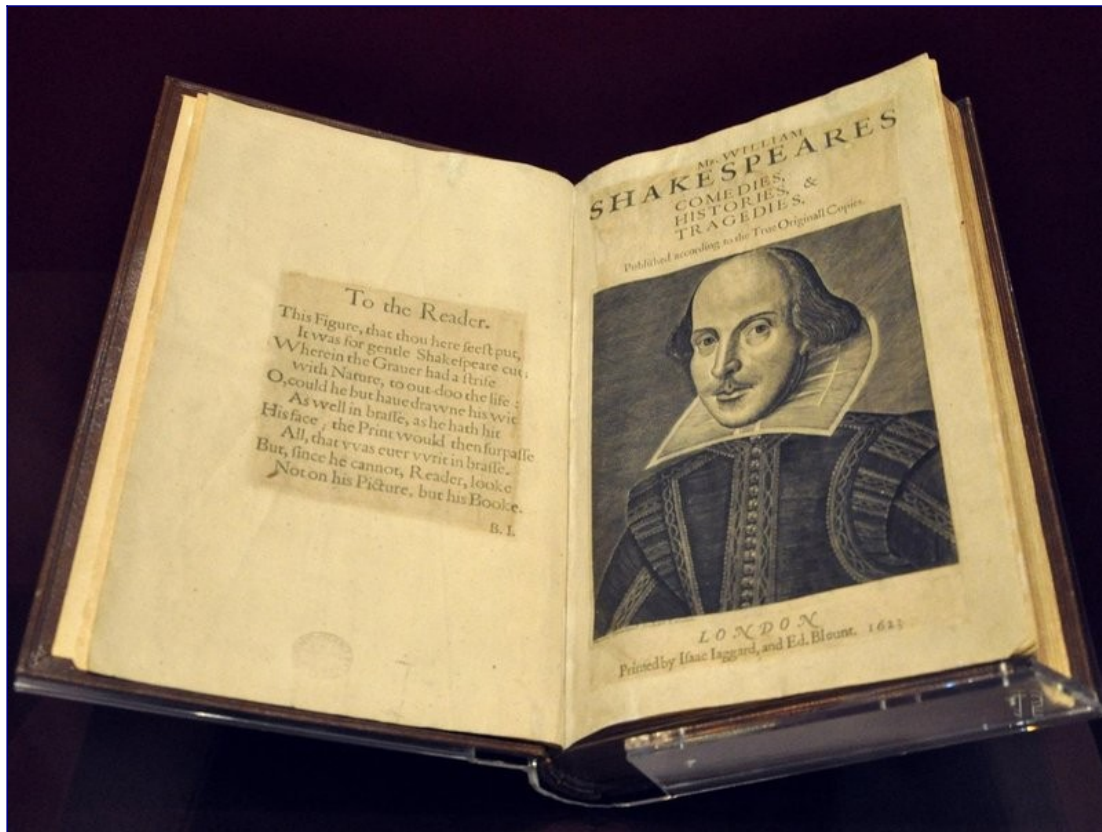 To the Reader.
This Figure, that thou here ſeeſt put,
It was for gentle Shakeſpeare cut;
Wherein the Grauer had a ſtrife
with Nature, to out-doo the life :
O, could he but haue drawne his wit
As well in braſſe, as he hath hit
His face ; the Print would then ſurpaſſe
All, that vvas euer vvrit in braſſe.
But, ſince he cannot, Reader, looke
Not on his Picture, but his Booke.
B. I.
Mr. WILLIAM
SHAKESPEARES
COMEDIES,
HISTORIES, &
TRAGEDIES.
Publiſhed according to the True Originall Copies.
LONDON
Printed by Iſaac Iaggard, and Ed. Blount. 1623